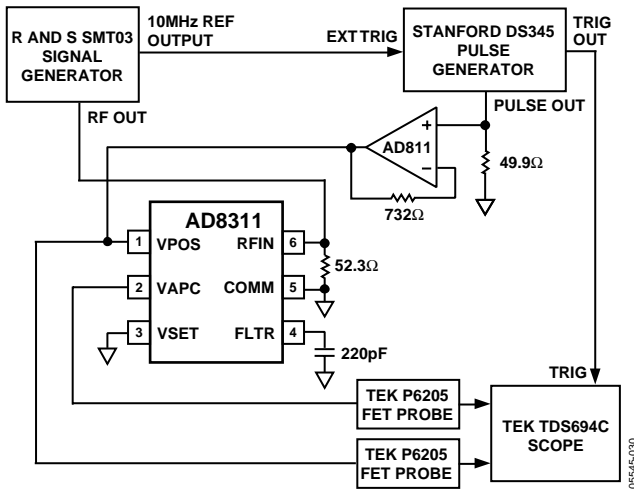 R AND S SMT03
SIGNAL
GENERATOR
10MHz REF
OUTPUT
EXT TRIG
STANFORD DS345
PULSE
GENERATOR
TRIG
OUT
RF OUT
PULSE OUT
+
AD811
–
49.9Ω
732Ω
AD8311
1 VPOS RFIN 6
52.3Ω
2 VAPC COMM 5
3 VSET FLTR 4
220pF
TRIG
TEK P6205
FET PROBE
TEK TDS694C
SCOPE
TEK P6205
FET PROBE
05545-030